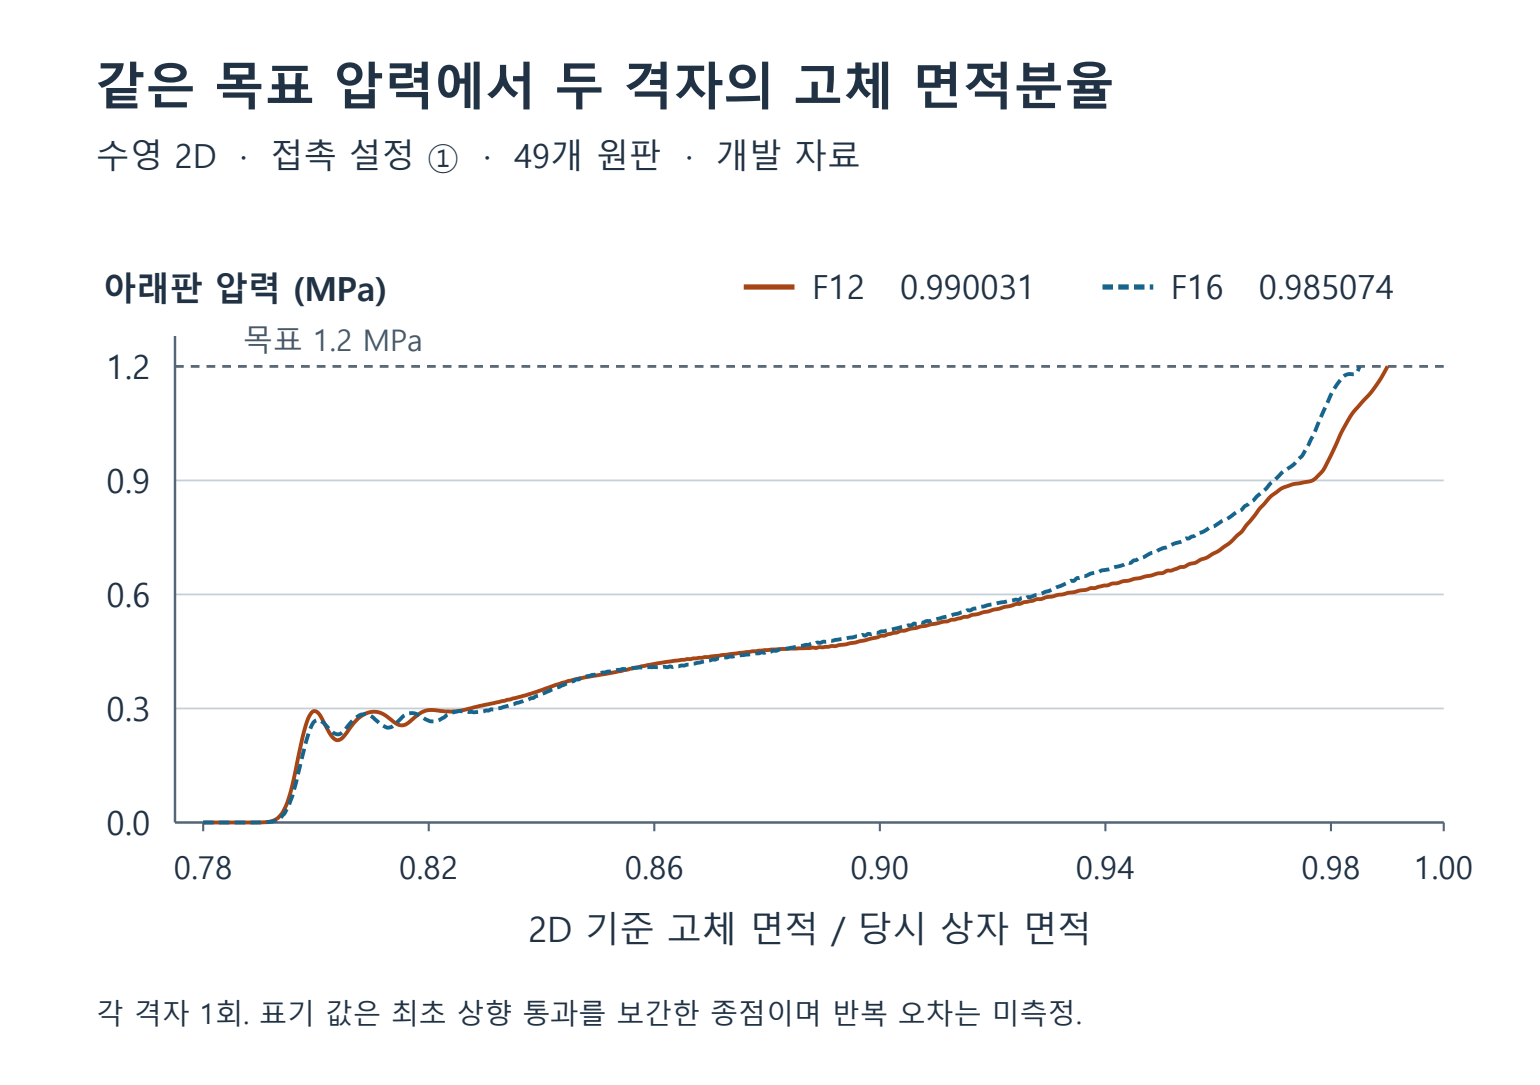 같은 목표 압력에서 두 격자의 고체 면적분율
수영 2D · 접촉 설정 ① · 49개 원판 · 개발 자료
아래판 압력 (MPa)
F12 0.990031
F16 0.985074
목표 1.2 MPa
1.2
0.9
0.6
0.3
0.0
0.78 0.82 0.86 0.90 0.94 0.98 1.00
2D 기준 고체 면적 / 당시 상자 면적
각 격자 1회. 표기 값은 최초 상향 통과를 보간한 종점이며 반복 오차는 미측정.